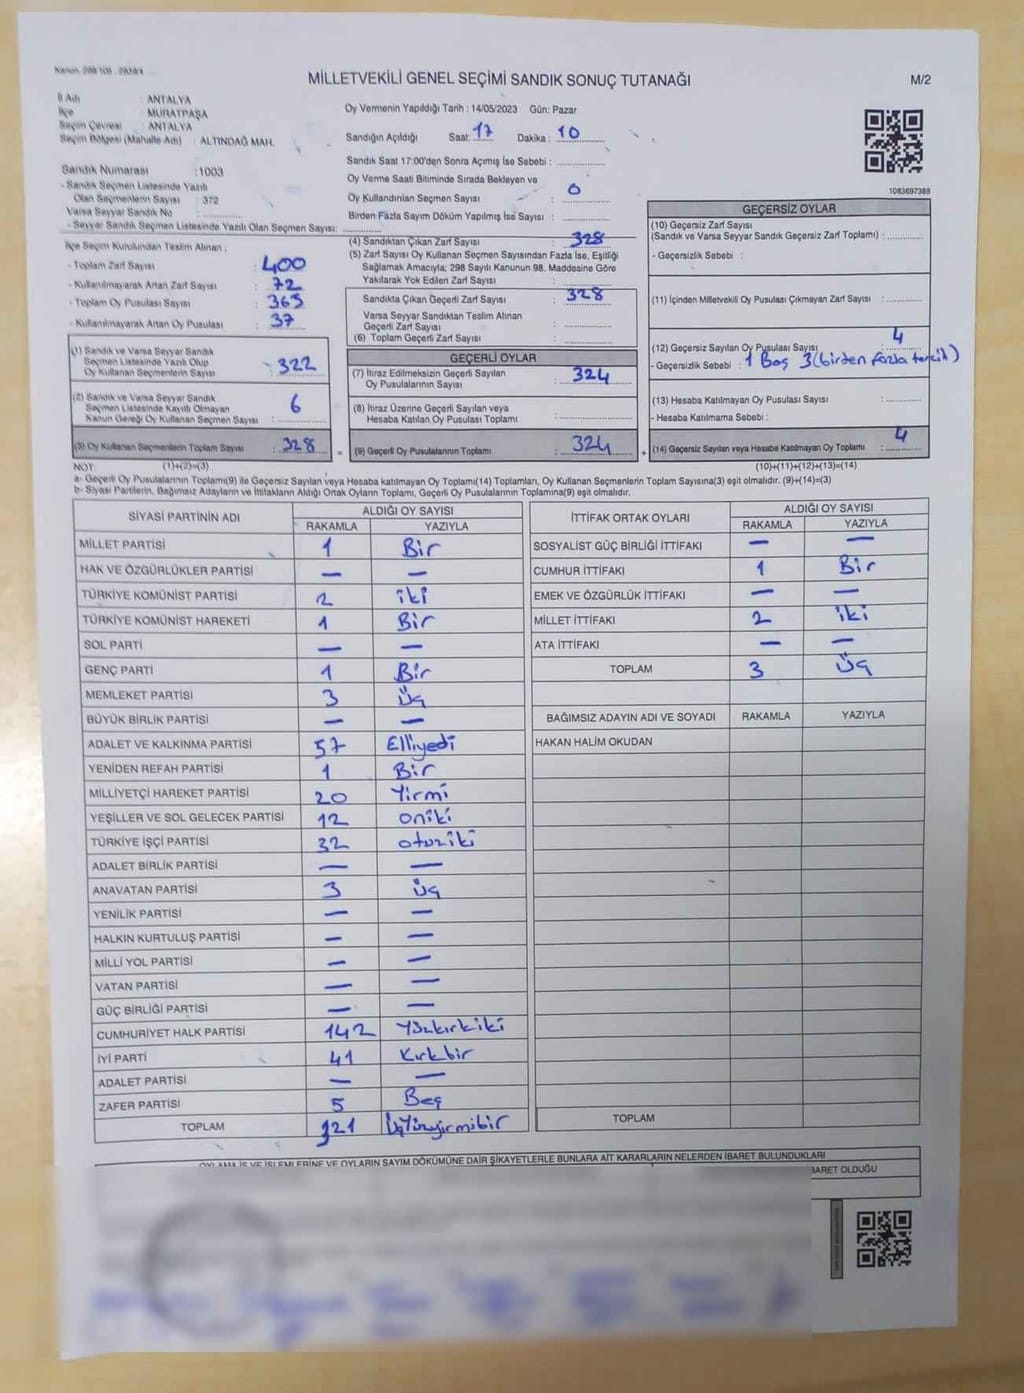 Kanun, 298/105
MİLLETVEKİLİ GENEL SEÇİMİ SANDIK SONUÇ TUTANAĞI
M/2
İl Adı : ANTALYA
İlçe : MURATPAŞA
Seçim Çevresi : ANTALYA
Seçim Bölgesi (Mahalle Adı) : ALTINDAĞ MAH.
Oy Vermenin Yapıldığı Tarih : 14/05/2023 Gün: Pazar
Sandığın Açıldığı Saat: 17 Dakika : 10
Sandık Saat 17:00'den Sonra Açımış İse Sebebi :
Oy Verme Saati Bitiminde Sırada Bekleyen ve
Oy Kullandırılan Seçmen Sayısı : 0
Birden Fazla Sayım Döküm Yapılmış İse Sayısı :
1083697388
Sandık Numarası :1003
- Sandık Seçmen Listesinde Yazılı
Olan Seçmenlerin Sayısı : 372
Varsa Seyyar Sandık No :
- Seyyar Sandık Seçmen Listesinde Yazılı Olan Seçmen Sayısı:
İlçe Seçim Kurulundan Teslim Alınan ;
- Toplam Zarf Sayısı : 400
- Kullanılmayarak Artan Zarf Sayısı : 72
- Toplam Oy Pusulası Sayısı : 365
- Kullanılmayarak Artan Oy Pusulası : 37
(1) Sandık ve Varsa Seyyar Sandık
Seçmen Listesinde Yazılı Olup
Oy Kullanan Seçmenlerin Sayısı : 322
(2) Sandık ve Varsa Seyyar Sandık
Seçmen Listesinde Kayıtlı Olmayan
Kanun Gereği Oy Kullanan Seçmen Sayısı : 6
(3) Oy Kullanan Seçmenlerin Toplam Sayısı : 328
(4) Sandıktan Çıkan Zarf Sayısı : 328
(5) Zarf Sayısı Oy Kullanan Seçmen Sayısından Fazla İse, Eşitliği
Sağlamak Amacıyla; 298 Sayılı Kanunun 98. Maddesine Göre
Yakılarak Yok Edilen Zarf Sayısı :
Sandıkta Çıkan Geçerli Zarf Sayısı : 328
Varsa Seyyar Sandıktan Teslim Alınan
Geçerli Zarf Sayısı :
(6) Toplam Geçerli Zarf Sayısı :
GEÇERLİ OYLAR
(7) İtiraz Edilmeksizin Geçerli Sayılan
Oy Pusulalarının Sayısı : 324
(8) İtiraz Üzerine Geçerli Sayılan veya
Hesaba Katılan Oy Pusulası Toplamı :
= (9) Geçerli Oy Pusulalarının Toplamı : 324 +
GEÇERSİZ OYLAR
(10) Geçersiz Zarf Sayısı
(Sandık ve Varsa Seyyar Sandık Geçersiz Zarf Toplamı) :
- Geçersizlik Sebebi :
(11) İçinden Milletvekili Oy Pusulası Çıkmayan Zarf Sayısı :
(12) Geçersiz Sayılan Oy Pusulası Sayısı : 4
- Geçersizlik Sebebi : 1 Boş 3(birden fazla tercih)
(13) Hesaba Katılmayan Oy Pusulası Sayısı :
- Hesaba Katılmama Sebebi :
(14) Geçersiz Sayılan veya Hesaba Katılmayan Oy Toplamı : 4
NOT: (1)+(2)=(3)
(10)+(11)+(12)+(13)=(14)
a- Geçerli Oy Pusulalarının Toplamı(9) ile Geçersiz Sayılan veya Hesaba katılmayan Oy Toplamı(14) Toplamları, Oy Kullanan Seçmenlerin Toplam Sayısına(3) eşit olmalıdır. (9)+(14)=(3)
b- Siyasi Partilerin, Bağımsız Adayların ve İttifakların Aldığı Ortak Oyların Toplamı, Geçerli Oy Pusulalarının Toplamına(9) eşit olmalıdır.
SİYASİ PARTİNİN ADI ALDIĞI OY SAYISI
RAKAMLA YAZIYLA
MİLLET PARTİSİ 1 Bir
HAK VE ÖZGÜRLÜKLER PARTİSİ — —
TÜRKİYE KOMÜNİST PARTİSİ 2 iki
TÜRKİYE KOMÜNİST HAREKETİ 1 Bir
SOL PARTİ — —
GENÇ PARTİ 1 Bir
MEMLEKET PARTİSİ 3 Üç
BÜYÜK BİRLİK PARTİSİ — —
ADALET VE KALKINMA PARTİSİ 57 Elliyedi
YENİDEN REFAH PARTİSİ 1 Bir
MİLLİYETÇİ HAREKET PARTİSİ 20 Yirmi
YEŞİLLER VE SOL GELECEK PARTİSİ 12 oniki
TÜRKİYE İŞÇİ PARTİSİ 32 otuziki
ADALET BİRLİK PARTİSİ — —
ANAVATAN PARTİSİ 3 Üç
YENİLİK PARTİSİ — —
HALKIN KURTULUŞ PARTİSİ — —
MİLLİ YOL PARTİSİ — —
VATAN PARTİSİ — —
GÜÇ BİRLİĞİ PARTİSİ — —
CUMHURİYET HALK PARTİSİ 142 Yüzkırkiki
İYİ PARTİ 41 Kırkbir
ADALET PARTİSİ — —
ZAFER PARTİSİ 5 Beş
TOPLAM 321 Üçyüzyirmibir
İTTİFAK ORTAK OYLARI ALDIĞI OY SAYISI
RAKAMLA YAZIYLA
SOSYALİST GÜÇ BİRLİĞİ İTTİFAKI — —
CUMHUR İTTİFAKI 1 Bir
EMEK VE ÖZGÜRLÜK İTTİFAKI — —
MİLLET İTTİFAKI 2 iki
ATA İTTİFAKI — —
TOPLAM 3 Üç
BAĞIMSIZ ADAYIN ADI VE SOYADI RAKAMLA YAZIYLA
HAKAN HALİM OKUDAN
TOPLAM
OYLAMA İŞ VE İŞLEMLERİNE VE OYLARIN SAYIM DÖKÜMÜNE DAİR ŞİKAYETLERLE BUNLARA AİT KARARLARIN NELERDEN İBARET BULUNDUKLARI
BARET OLDUĞU